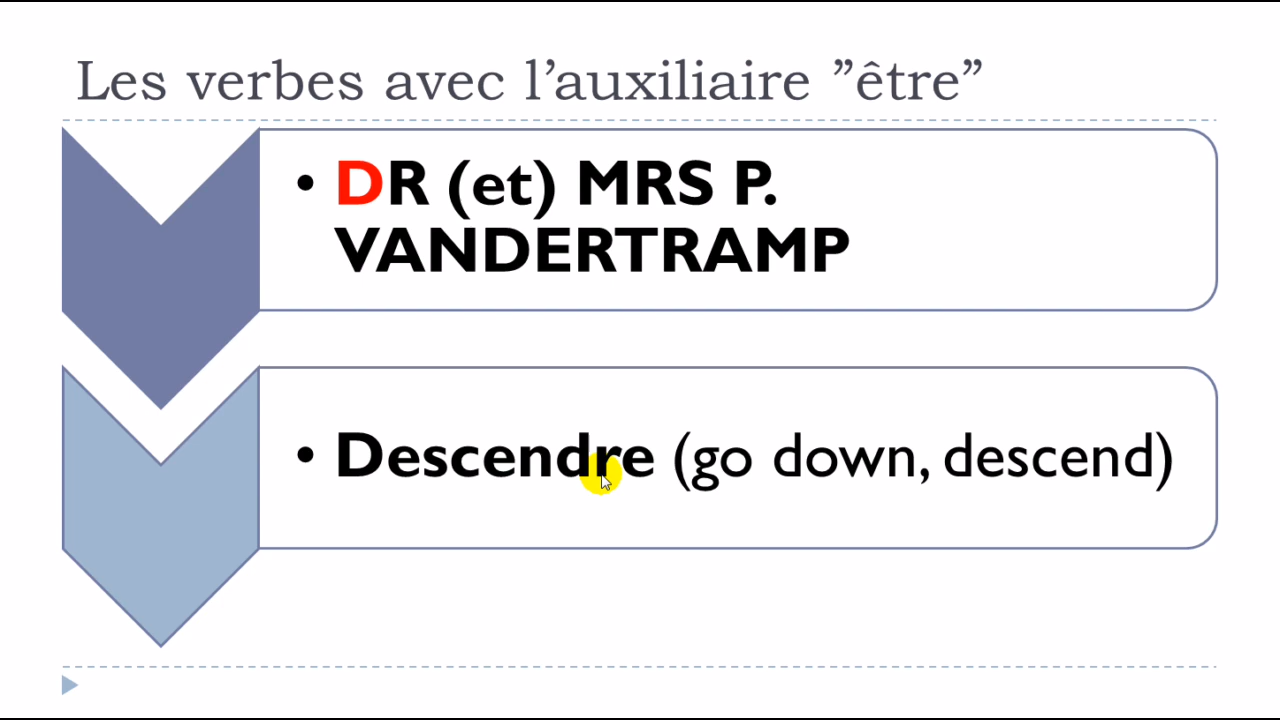 Les verbes avec l’auxiliaire ”être”
• DR (et) MRS P.
VANDERTRAMP
• Descendre (go down, descend)